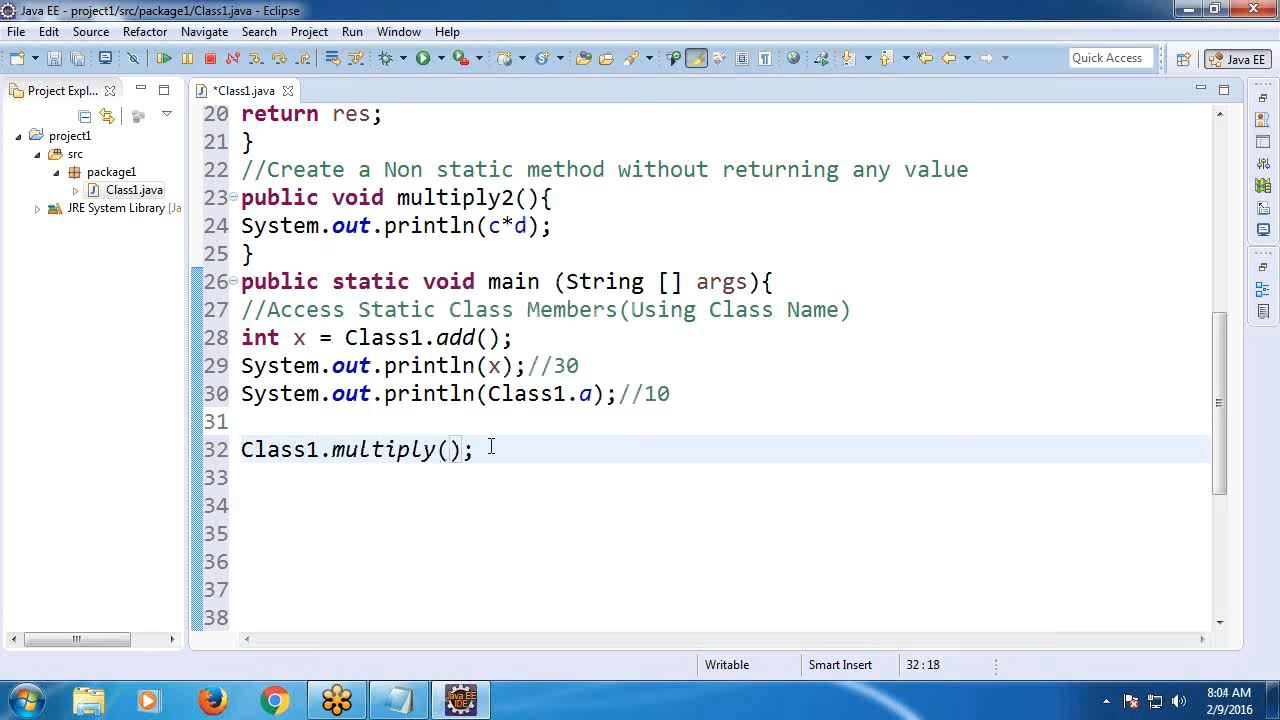 Java EE - project1/src/package1/Class1.java - Eclipse
File Edit Source Refactor Navigate Search Project Run Window Help
Quick Access
Java EE
Project Expl...
*Class1.java
project1
src
package1
Class1.java
JRE System Library [Ja
20 return res;
21 }
22 //Create a Non static method without returning any value
23 public void multiply2(){
24 System.out.println(c*d);
25 }
26 public static void main (String [] args){
27 //Access Static Class Members(Using Class Name)
28 int x = Class1.add();
29 System.out.println(x);//30
30 System.out.println(Class1.a);//10
31
32 Class1.multiply();
33
34
35
36
37
38
Writable Smart Insert 32 : 18
Java EE
IDE
8:04 AM
2/9/2016